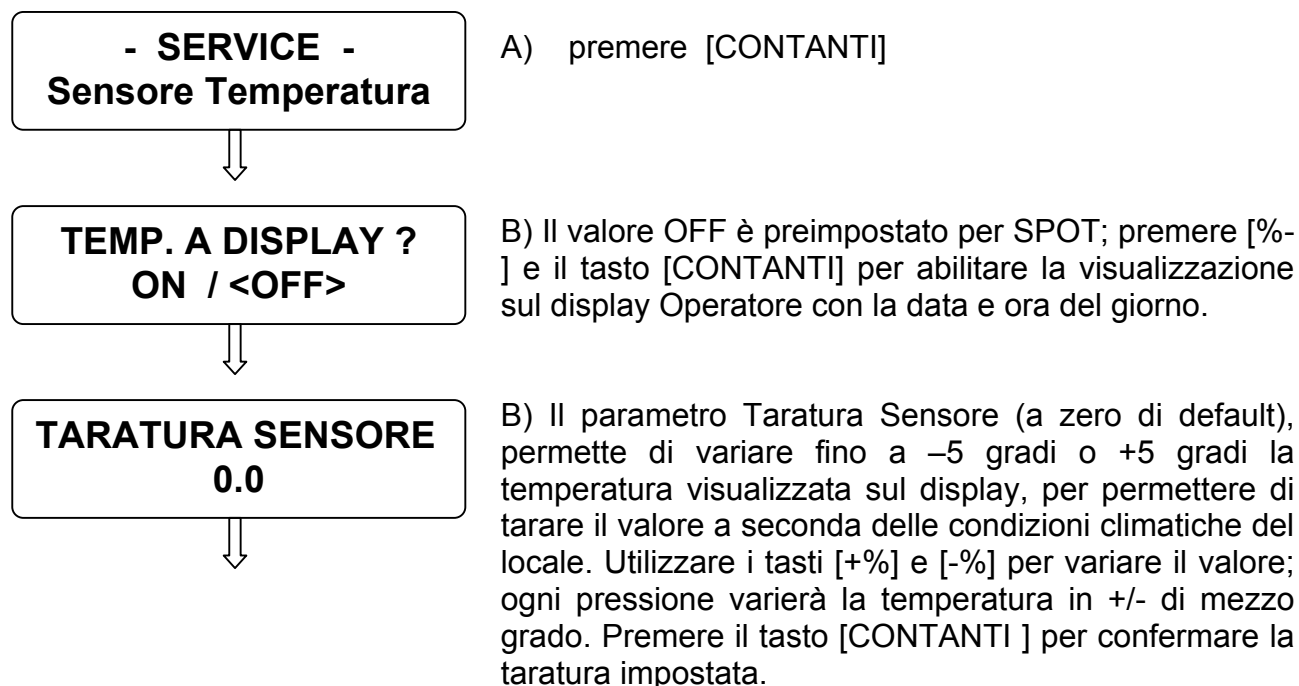 - SERVICE -
Sensore Temperatura
A) premere [CONTANTI]
TEMP. A DISPLAY ?
ON / <OFF>
B) Il valore OFF è preimpostato per SPOT; premere [%-
] e il tasto [CONTANTI] per abilitare la visualizzazione
sul display Operatore con la data e ora del giorno.
TARATURA SENSORE
0.0
B) Il parametro Taratura Sensore (a zero di default),
permette di variare fino a –5 gradi o +5 gradi la
temperatura visualizzata sul display, per permettere di
tarare il valore a seconda delle condizioni climatiche del
locale. Utilizzare i tasti [+%] e [-%] per variare il valore;
ogni pressione varierà la temperatura in +/- di mezzo
grado. Premere il tasto [CONTANTI ] per confermare la
taratura impostata.